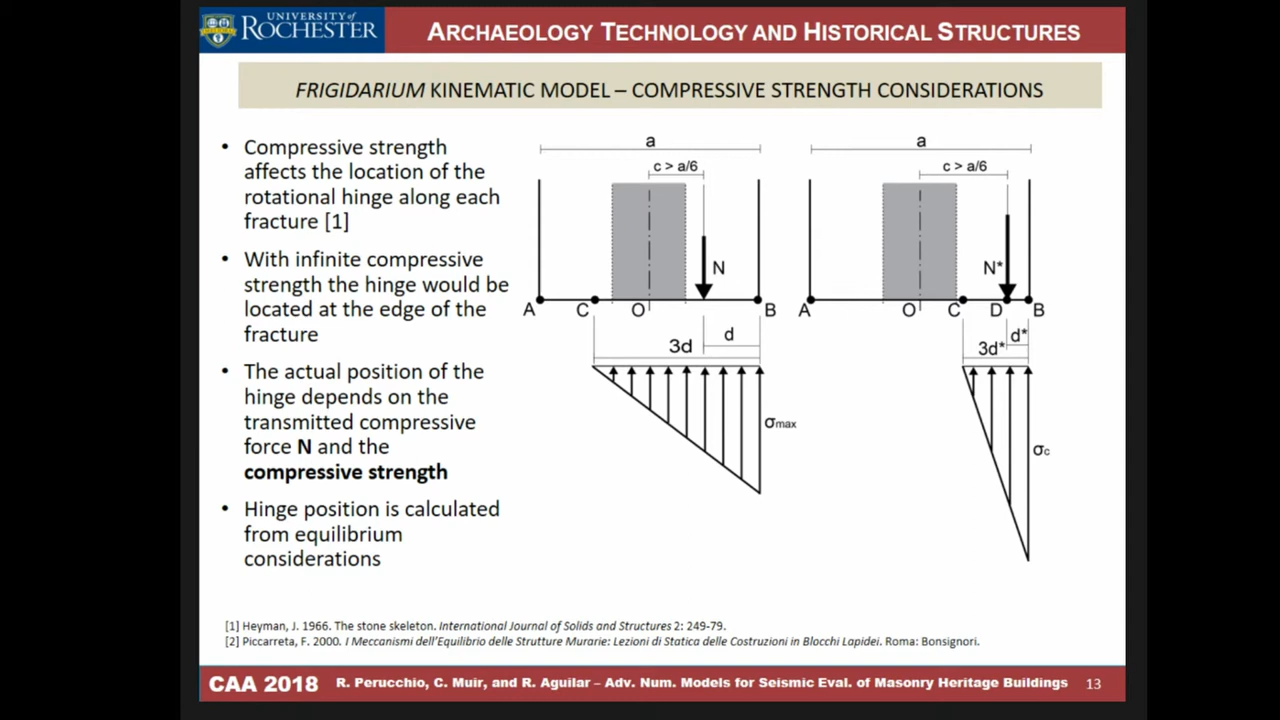 UNIVERSITY of
ROCHESTER
ARCHAEOLOGY TECHNOLOGY AND HISTORICAL STRUCTURES
FRIGIDARIUM KINEMATIC MODEL – COMPRESSIVE STRENGTH CONSIDERATIONS
• Compressive strength
affects the location of the
rotational hinge along each
fracture [1]
• With infinite compressive
strength the hinge would be
located at the edge of the
fracture
• The actual position of the
hinge depends on the
transmitted compressive
force N and the
compressive strength
• Hinge position is calculated
from equilibrium
considerations
a
c > a/6
N
A C O B
d
3d
σmax
a
c > a/6
N*
A O C D B
d*
3d*
σc
[1] Heyman, J. 1966. The stone skeleton. International Journal of Solids and Structures 2: 249-79.
[2] Piccarreta, F. 2000. I Meccanismi dell'Equilibrio delle Strutture Murarie: Lezioni di Statica delle Costruzioni in Blocchi Lapidei. Roma: Bonsignori.
CAA 2018 R. Perucchio, C. Muir, and R. Aguilar – Adv. Num. Models for Seismic Eval. of Masonry Heritage Buildings 13